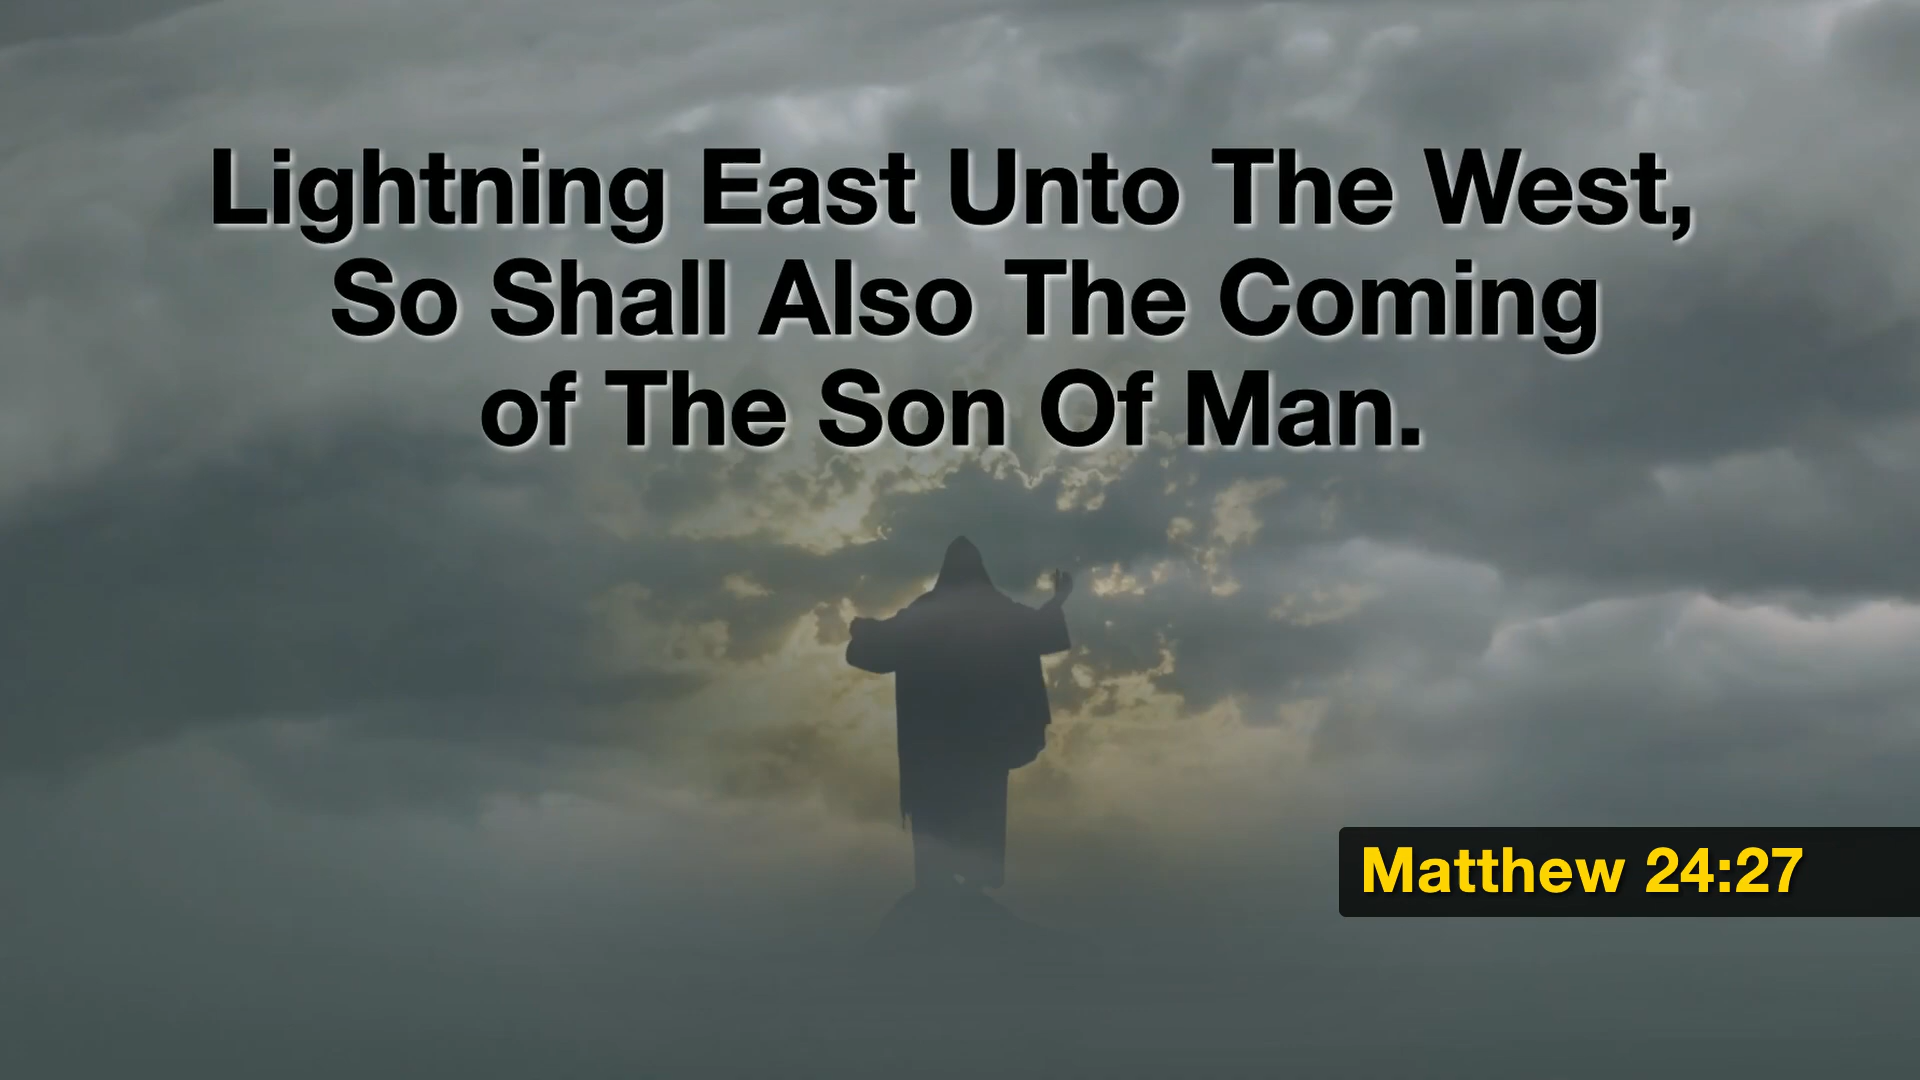 Lightning East Unto The West,
So Shall Also The Coming
of The Son Of Man.
Matthew 24:27